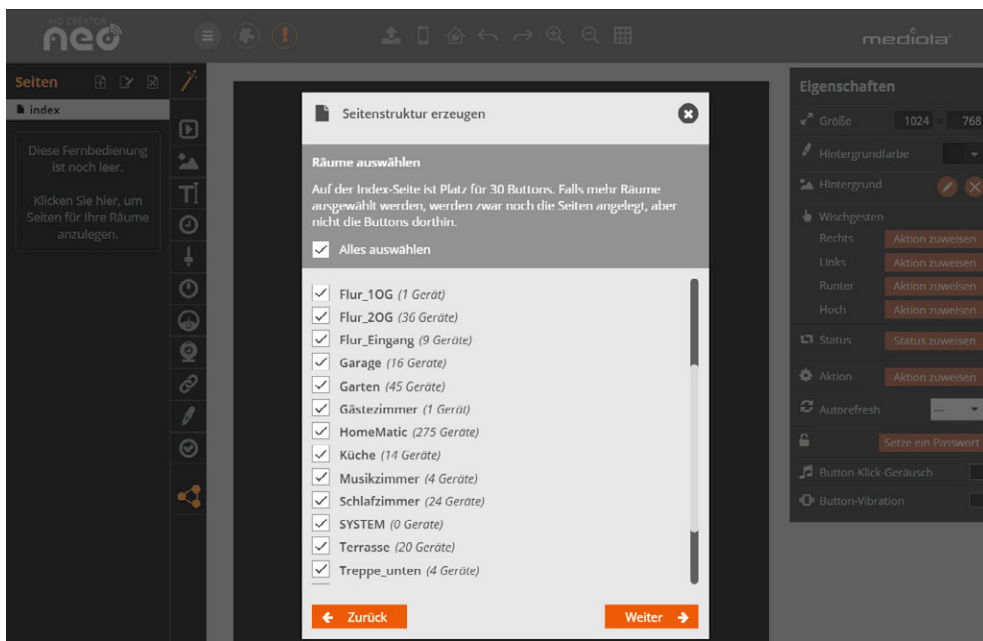 AIO CREATOR
neo
mediola
Seiten
index
Diese Fernbedienung
ist noch leer.
Klicken Sie hier, um
Seiten für Ihre Räume
anzulegen.
Seitenstruktur erzeugen
Räume auswählen
Auf der Index-Seite ist Platz für 30 Buttons. Falls mehr Räume
ausgewählt werden, werden zwar noch die Seiten angelegt, aber
nicht die Buttons dorthin.
Alles auswählen
Flur_1OG (1 Gerät)
Flur_2OG (36 Geräte)
Flur_Eingang (9 Geräte)
Garage (16 Geräte)
Garten (45 Geräte)
Gästezimmer (1 Gerät)
HomeMatic (275 Geräte)
Küche (14 Geräte)
Musikzimmer (4 Geräte)
Schlafzimmer (24 Geräte)
SYSTEM (0 Geräte)
Terrasse (20 Geräte)
Treppe_unten (4 Geräte)
Zurück
Weiter
Eigenschaften
Größe 1024 × 768
Hintergrundfarbe
Hintergrund
Wischgesten
Rechts Aktion zuweisen
Links Aktion zuweisen
Runter Aktion zuweisen
Hoch Aktion zuweisen
Status Status zuweisen
Aktion Aktion zuweisen
Autorefresh ---
Setze ein Passwort
Button-Klick-Geräusch
Button-Vibration